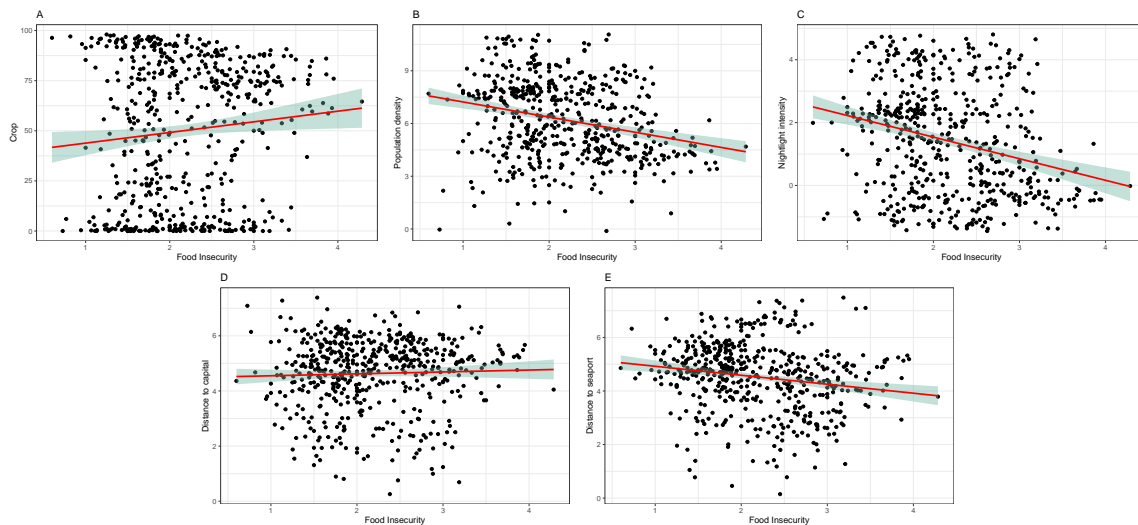 A
Crop
100
75
50
25
0
1 2 3 4
Food Insecurity
B
Population density
9
6
3
0
1 2 3 4
Food Insecurity
C
Nightlight intensity
4
2
0
1 2 3 4
Food Insecurity
D
Distance to capital
6
4
2
0
1 2 3 4
Food Insecurity
E
Distance to seaport
6
4
2
0
1 2 3 4
Food Insecurity